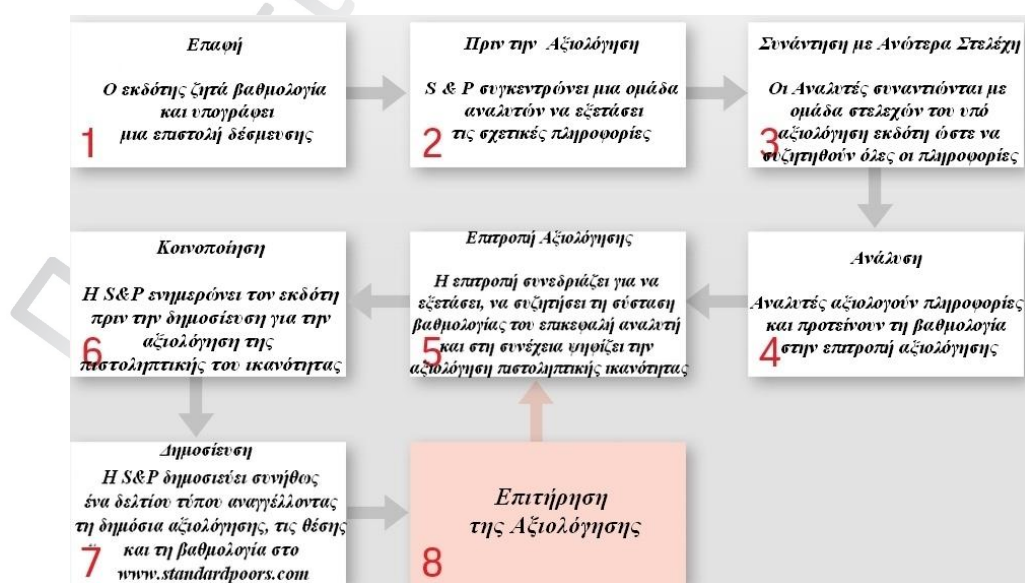 Επαφή
Ο εκδότης ζητά βαθμολογία
και υπογράφει
μια επιστολή δέσμευσης
1
Πριν την Αξιολόγηση
S & P συγκεντρώνει μια ομάδα
αναλυτών να εξετάσει
τις σχετικές πληροφορίες
2
Συνάντηση με Ανώτερα Στελέχη
Οι Αναλυτές συναντιώνται με
ομάδα στελεχών του υπό
αξιολόγηση εκδότη ώστε να
συζητηθούν όλες οι πληροφορίες
3
Ανάλυση
Αναλυτές αξιολογούν πληροφορίες
και προτείνουν τη βαθμολογία
στην επιτροπή αξιολόγησης
4
Επιτροπή Αξιολόγησης
Η επιτροπή συνεδριάζει για να
εξετάσει, να συζητήσει τη σύσταση
βαθμολογίας του επικεφαλή αναλυτή
και στη συνέχεια ψηφίζει την
αξιολόγηση πιστοληπτικής ικανότητας
5
Κοινοποίηση
Η S&P ενημερώνει τον εκδότη
πριν την δημοσίευση για την
αξιολόγηση της
πιστοληπτικής του ικανότητας
6
Δημοσίευση
Η S&P δημοσιεύει συνήθως
ένα δελτίου τύπου αναγγέλλοντας
τη δημόσια αξιολόγησης, τις θέσης
και τη βαθμολογία στο
www.standardpoors.com
7
Επιτήρηση
της Αξιολόγησης
8